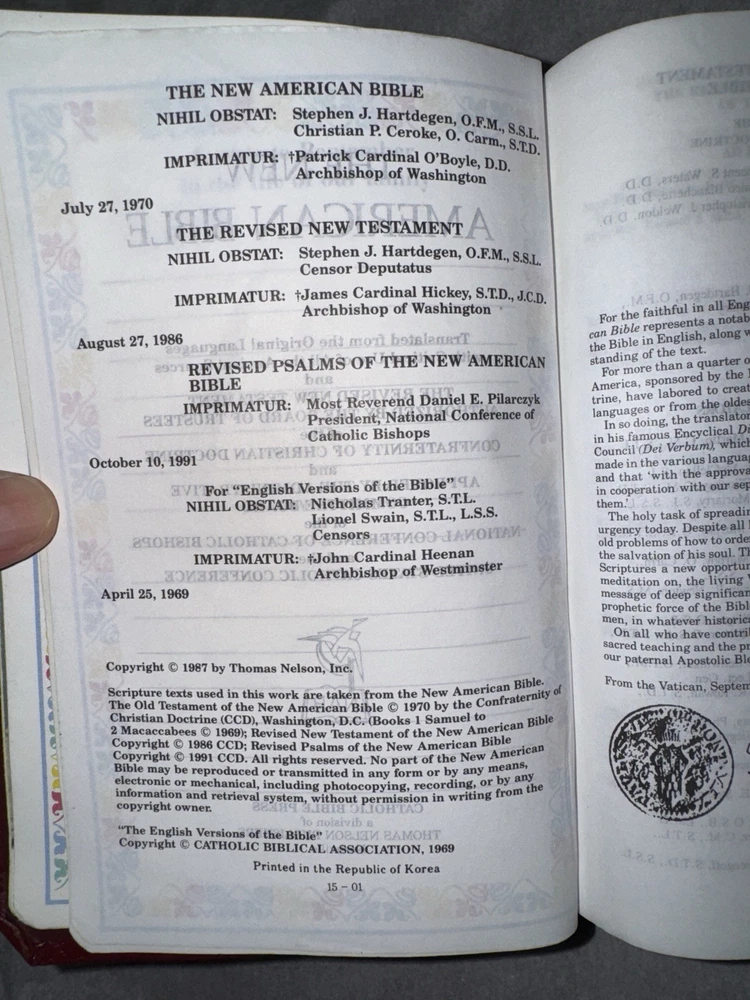 THE NEW AMERICAN BIBLE
NIHIL OBSTAT: Stephen J. Hartdegen, O.F.M., S.S.L.
Christian P. Ceroke, O. Carm., S.T.D.
IMPRIMATUR: †Patrick Cardinal O'Boyle, D.D.
Archbishop of Washington
July 27, 1970
THE REVISED NEW TESTAMENT
NIHIL OBSTAT: Stephen J. Hartdegen, O.F.M., S.S.L.
Censor Deputatus
IMPRIMATUR: †James Cardinal Hickey, S.T.D., J.C.D.
Archbishop of Washington
August 27, 1986
REVISED PSALMS OF THE NEW AMERICAN
BIBLE
IMPRIMATUR: Most Reverend Daniel E. Pilarczyk
President, National Conference of
Catholic Bishops
October 10, 1991
For "English Versions of the Bible"
NIHIL OBSTAT: Nicholas Tranter, S.T.L.
Lionel Swain, S.T.L., L.S.S.
Censors
IMPRIMATUR: †John Cardinal Heenan
Archbishop of Westminster
April 25, 1969
Copyright © 1987 by Thomas Nelson, Inc.
Scripture texts used in this work are taken from the New American Bible.
The Old Testament of the New American Bible © 1970 by the Confraternity of
Christian Doctrine (CCD), Washington, D.C. (Books 1 Samuel to
2 Maccabees © 1969); Revised New Testament of the New American Bible
Copyright © 1986 CCD; Revised Psalms of the New American Bible
Copyright © 1991 CCD. All rights reserved. No part of the New American
Bible may be reproduced or transmitted in any form or by any means,
electronic or mechanical, including photocopying, recording, or by any
information and retrieval system, without permission in writing from the
copyright owner.
"The English Versions of the Bible"
Copyright © CATHOLIC BIBLICAL ASSOCIATION, 1969
Printed in the Republic of Korea
15 – 01
For the faithful in all Eng
can Bible represents a notab
the Bible in English, along w
standing of the text.
For more than a quarter o
America, sponsored by the
trine, have labored to creat
languages or from the oldes
In so doing, the translator
in his famous Encyclical Di
Council (Dei Verbum), which
made in the various langua
and that 'with the approva
in cooperation with our sep
them.'
The holy task of spreadin
urgency today. Despite all
old problems of how to orde
the salvation of his soul. Th
Scriptures a new opportun
meditation on, the living
message of deep significan
prophetic force of the Bibl
men, in whatever historic
On all who have contri
sacred teaching and the pr
our paternal Apostolic Ble
From the Vatican, Septem